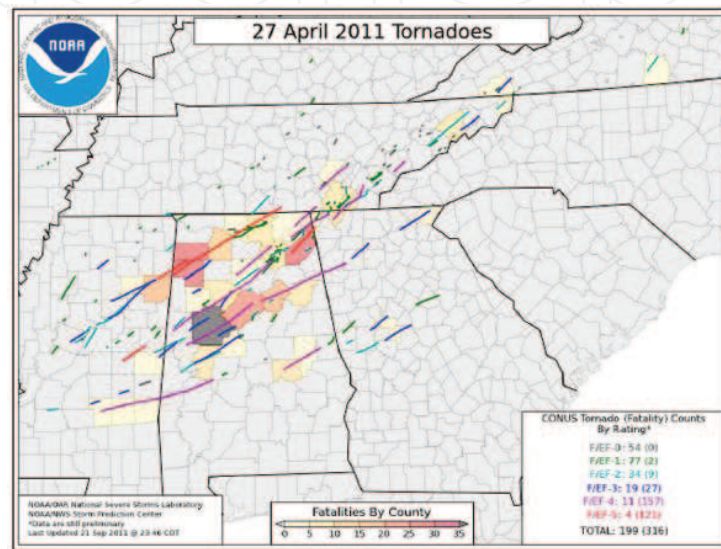 27 April 2011 Tornadoes
NOAA
CONUS Tornado (Fatality) Counts
By Rating*
F/EF-0: 54 (0)
F/EF-1: 77 (2)
F/EF-2: 34 (9)
F/EF-3: 19 (27)
F/EF-4: 11 (157)
F/EF-5: 4 (121)
TOTAL: 199 (316)
NOAA/OAR National Severe Storms Laboratory
NOAA/NWS Storm Prediction Center
*Data are still preliminary
Last updated 21 Sep 2011 @ 23:46 CDT
Fatalities By County
0 5 10 15 20 25 30 35